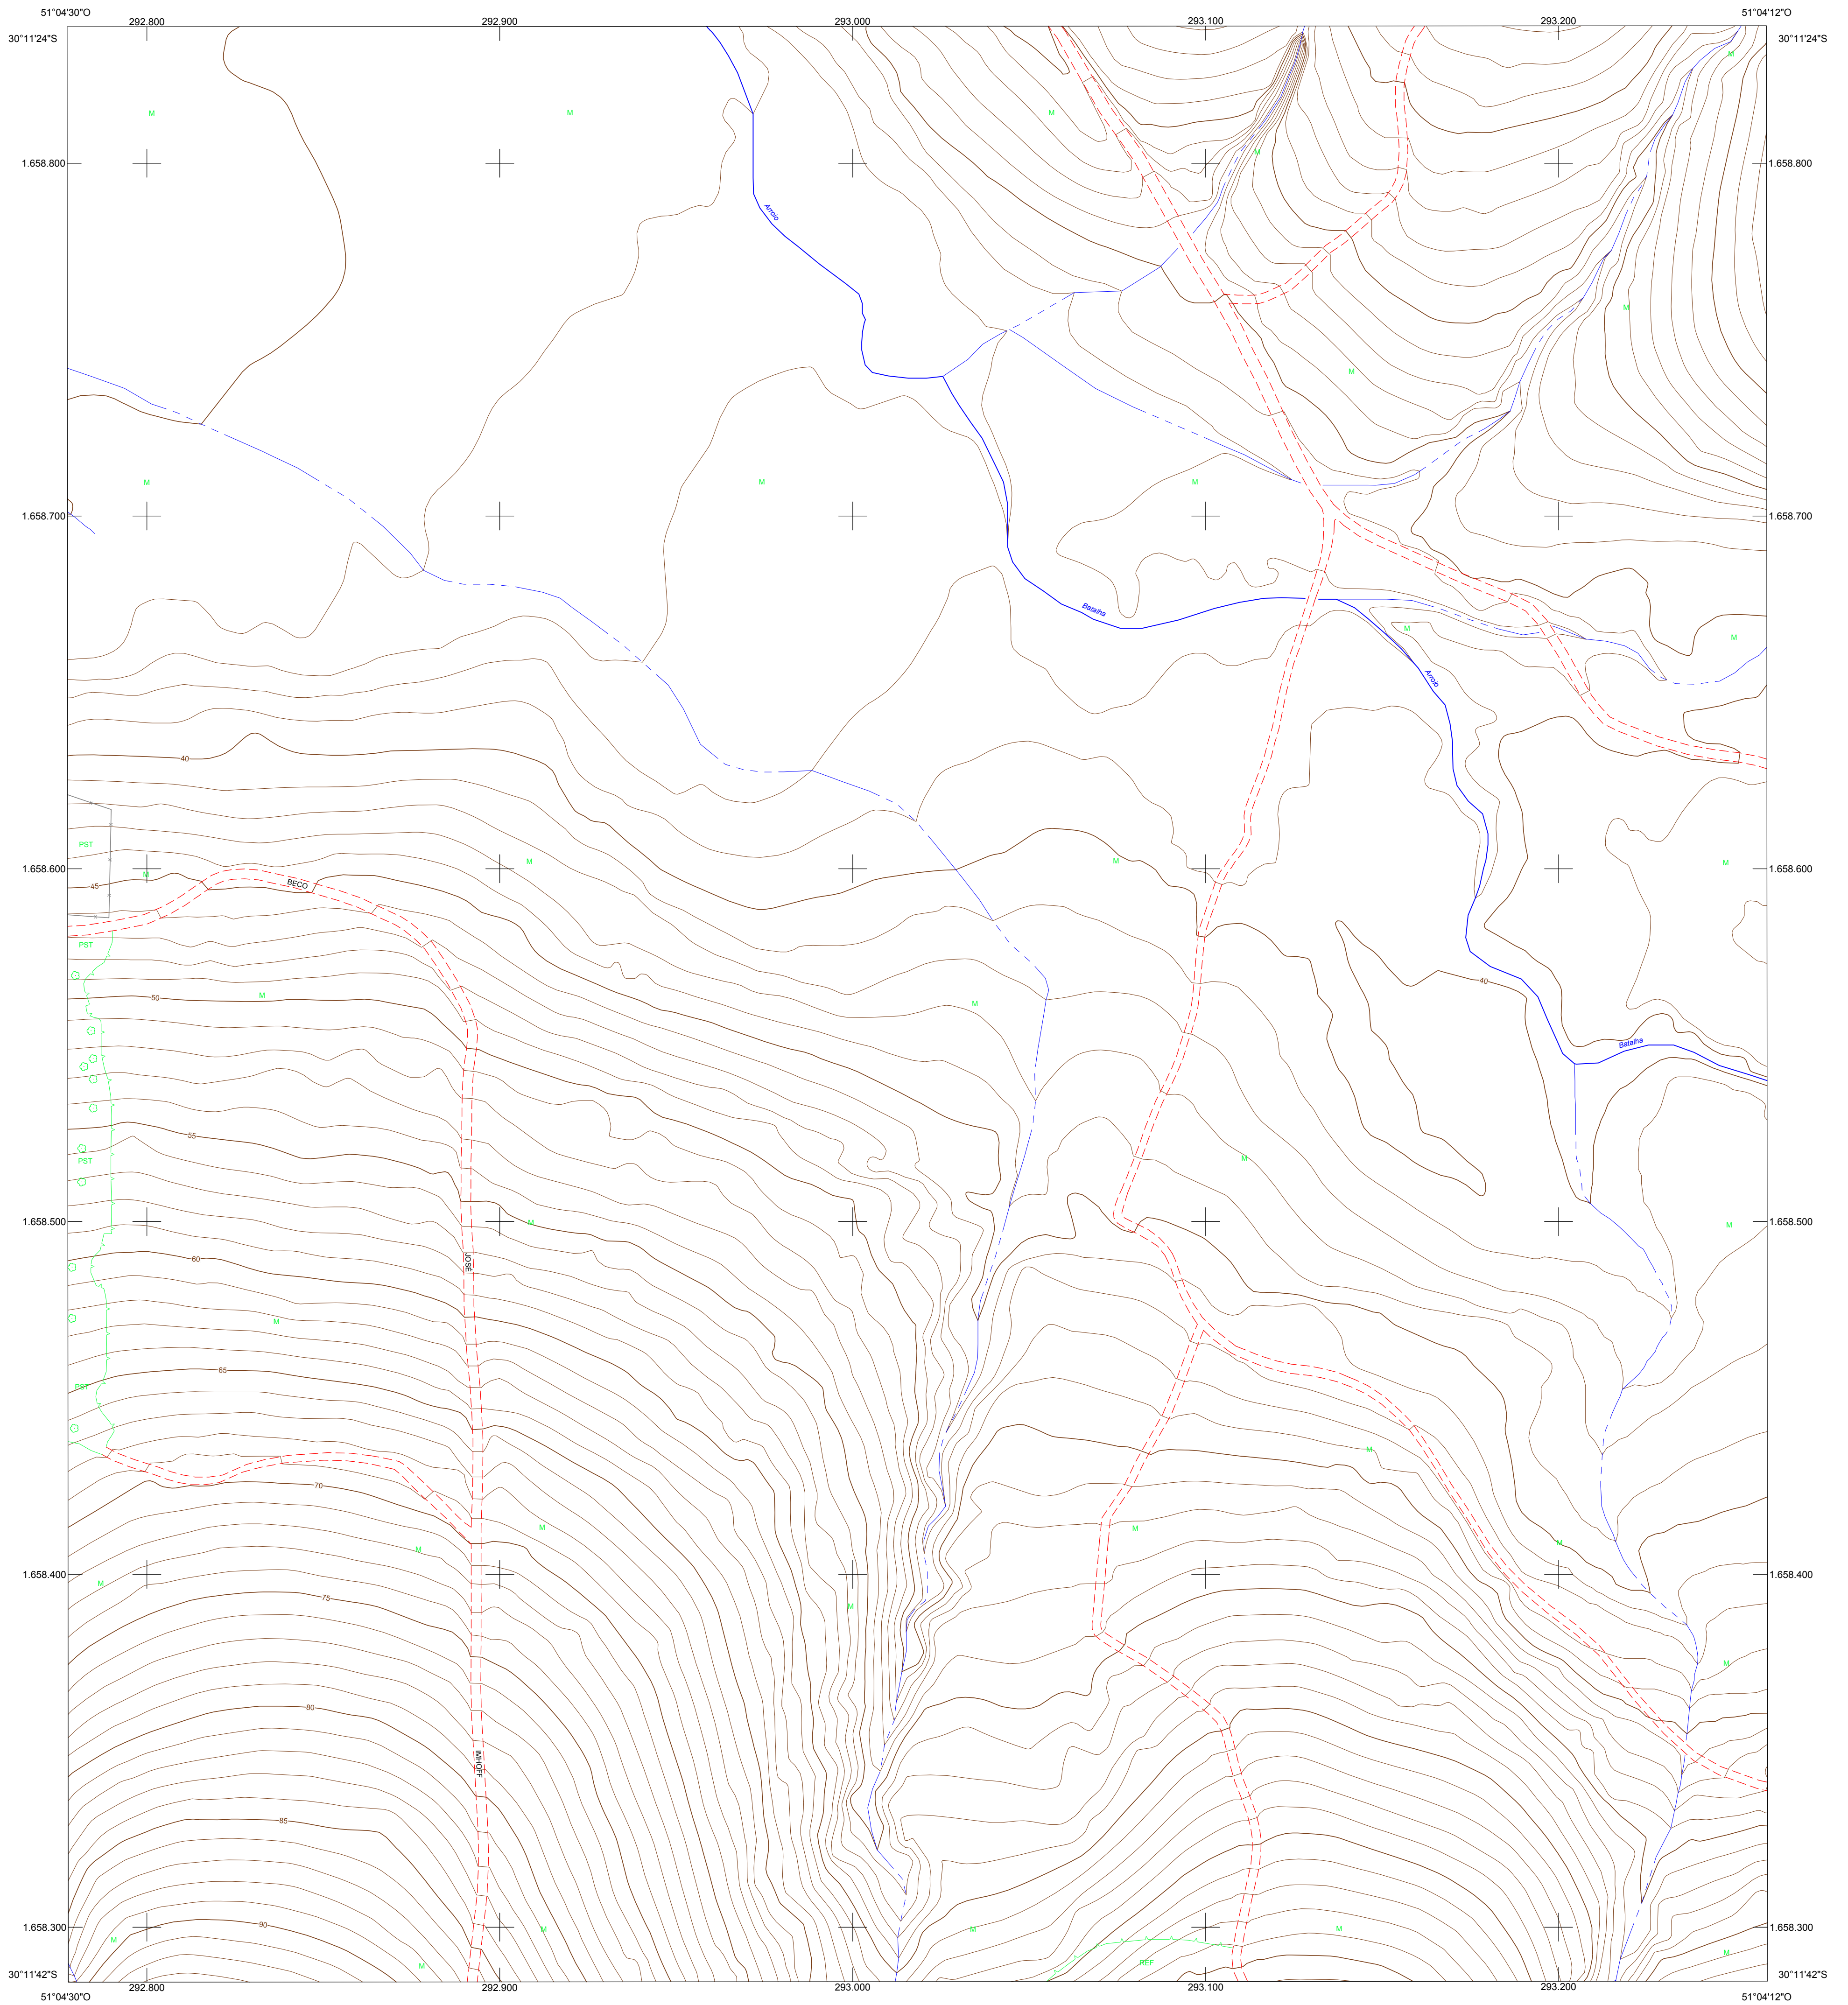 51°04'30"O
51°04'12"O
292.800
292.900
293.000
293.100
293.200
30°11'24"S
30°11'24"S
M
M
M
M
M
1.658.800
1.658.800
Arroio
M
M
M
M
M
1.658.700
1.658.700
Batalha
M
M
Arroio
40
PST
M
M
M
M
1.658.600
1.658.600
BECO
45
PST
40
50
M
M
Batalha
55
PST
M
1.658.500
1.658.500
M
M
60
JOSÉ
M
65
PST
M
70
M
M
M
M
1.658.400
1.658.400
M
75
M
M
80
IMHOFF
85
90
1.658.300
1.658.300
M
M
M
M
M
M
REF
30°11'42"S
30°11'42"S
292.800
292.900
293.000
293.100
293.200
51°04'30"O
51°04'12"O